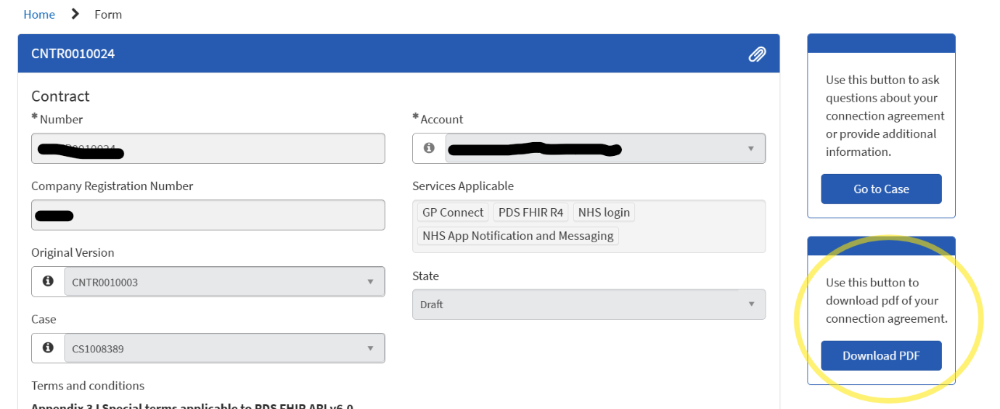 Home > Form
CNTR0010024
Contract
* Number
* Account
Company Registration Number
Services Applicable
GP Connect PDS FHIR R4 NHS login
NHS App Notification and Messaging
Original Version
CNTR0010003
State
Draft
Case
CS1008389
Terms and conditions
Appendix 3 I Special terms applicable to PDS FHIR API v6.0
Use this button to ask
questions about your
connection agreement
or provide additional
information.
Go to Case
Use this button to
download pdf of your
connection agreement.
Download PDF